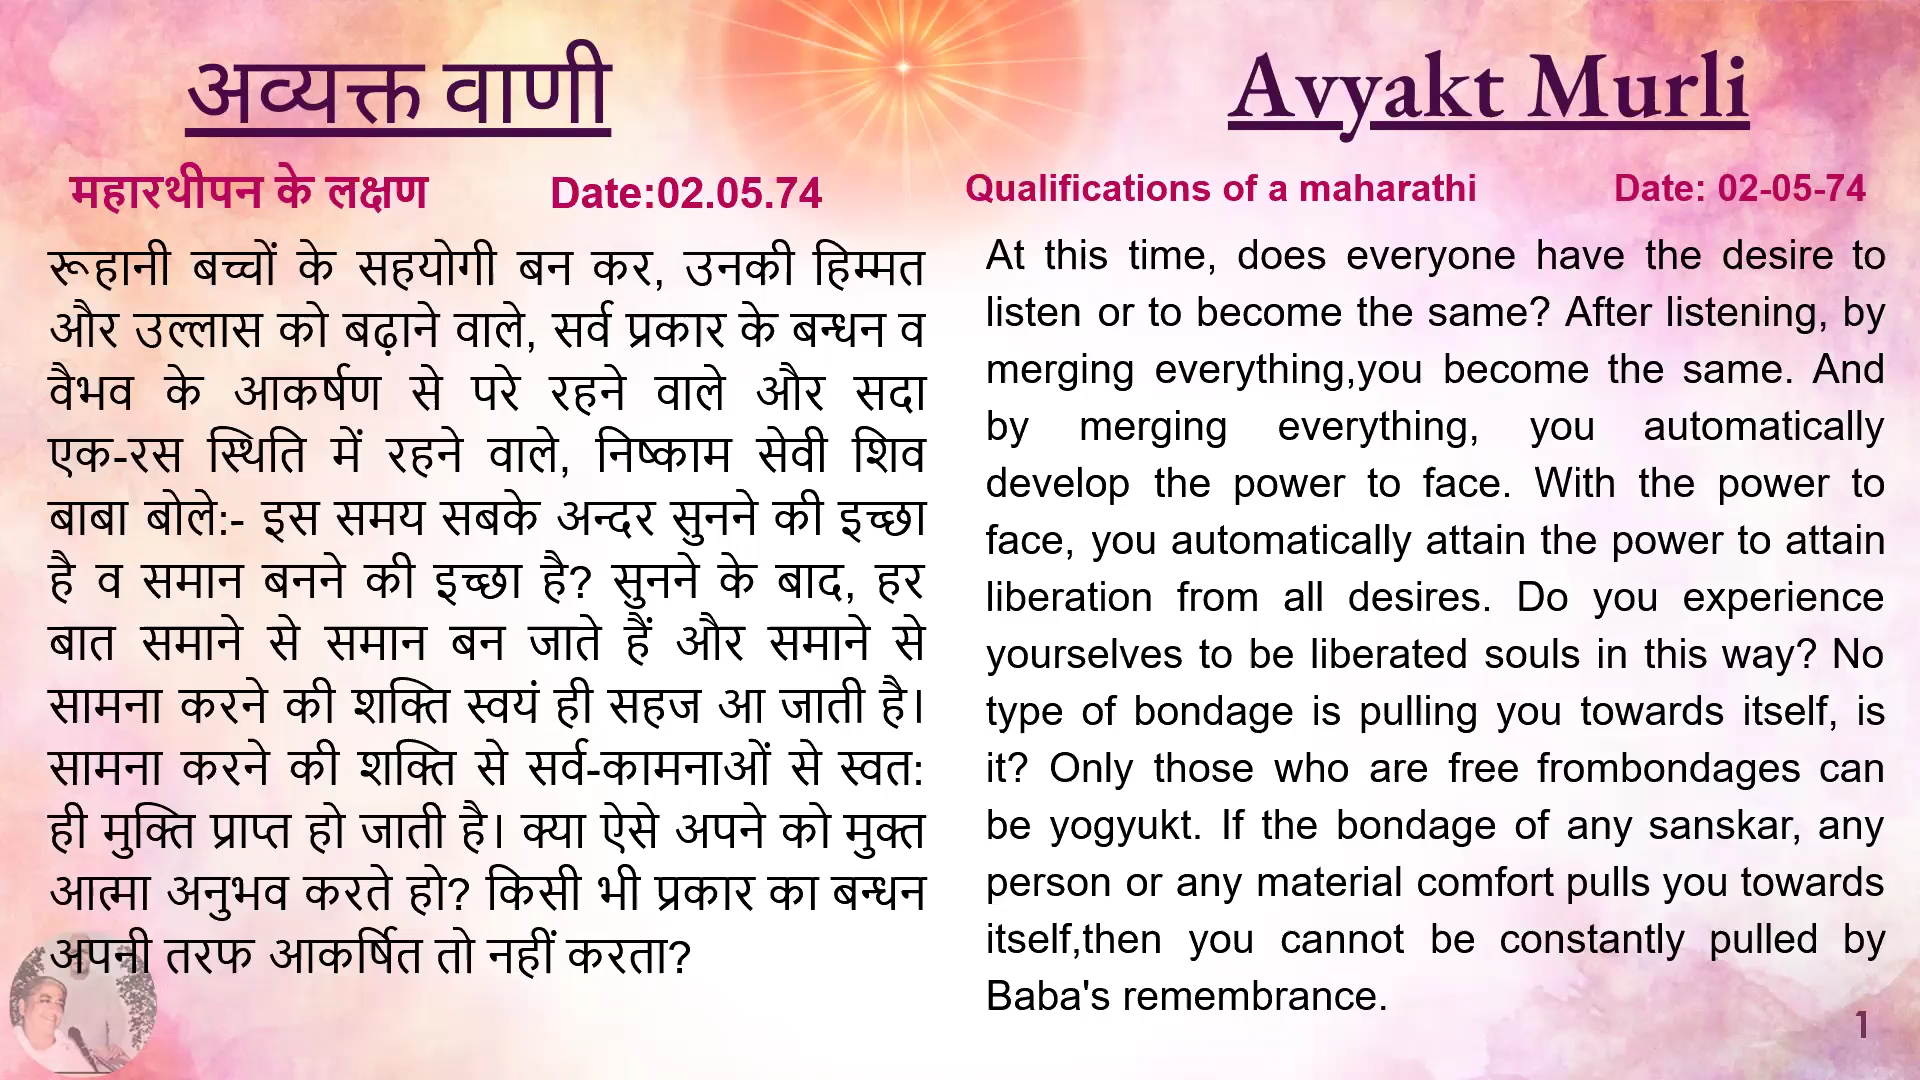 अव्यक्त वाणी
महारथीपन के लक्षण Date:02.05.74
रूहानी बच्चों के सहयोगी बन कर, उनकी हिम्मत
और उल्लास को बढ़ाने वाले, सर्व प्रकार के बन्धन व
वैभव के आकर्षण से परे रहने वाले और सदा
एक-रस स्थिति में रहने वाले, निष्काम सेवी शिव
बाबा बोले:- इस समय सबके अन्दर सुनने की इच्छा
है व समान बनने की इच्छा है? सुनने के बाद, हर
बात समाने से समान बन जाते हैं और समाने से
सामना करने की शक्ति स्वयं ही सहज आ जाती है।
सामना करने की शक्ति से सर्व-कामनाओं से स्वत:
ही मुक्ति प्राप्त हो जाती है। क्या ऐसे अपने को मुक्त
आत्मा अनुभव करते हो? किसी भी प्रकार का बन्धन
अपनी तरफ आकर्षित तो नहीं करता?
Avyakt Murli
Qualifications of a maharathi Date: 02-05-74
At this time, does everyone have the desire to
listen or to become the same? After listening, by
merging everything,you become the same. And
by merging everything, you automatically
develop the power to face. With the power to
face, you automatically attain the power to attain
liberation from all desires. Do you experience
yourselves to be liberated souls in this way? No
type of bondage is pulling you towards itself, is
it? Only those who are free frombondages can
be yogyukt. If the bondage of any sanskar, any
person or any material comfort pulls you towards
itself,then you cannot be constantly pulled by
Baba's remembrance.
1